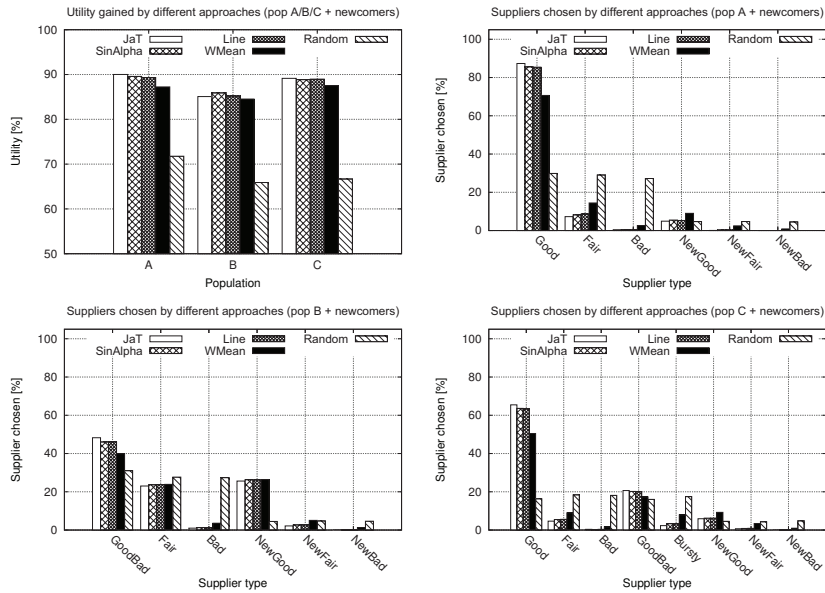 Utility gained by different approaches (pop A/B/C + newcomers)
JaT Line Random
SinAlpha WMean
100
90
80
70
60
50
Utility [%]
A B C
Population
Suppliers chosen by different approaches (pop A + newcomers)
JaT Line Random
SinAlpha WMean
100
80
60
40
20
0
Supplier chosen [%]
Good Fair Bad NewGood NewFair NewBad
Supplier type
Suppliers chosen by different approaches (pop B + newcomers)
JaT Line Random
SinAlpha WMean
100
80
60
40
20
0
Supplier chosen [%]
GoodBad Fair Bad NewGood NewFair NewBad
Supplier type
Suppliers chosen by different approaches (pop C + newcomers)
JaT Line Random
SinAlpha WMean
100
80
60
40
20
0
Supplier chosen [%]
Good Fair Bad GoodBad Bursty NewGood NewFair NewBad
Supplier type